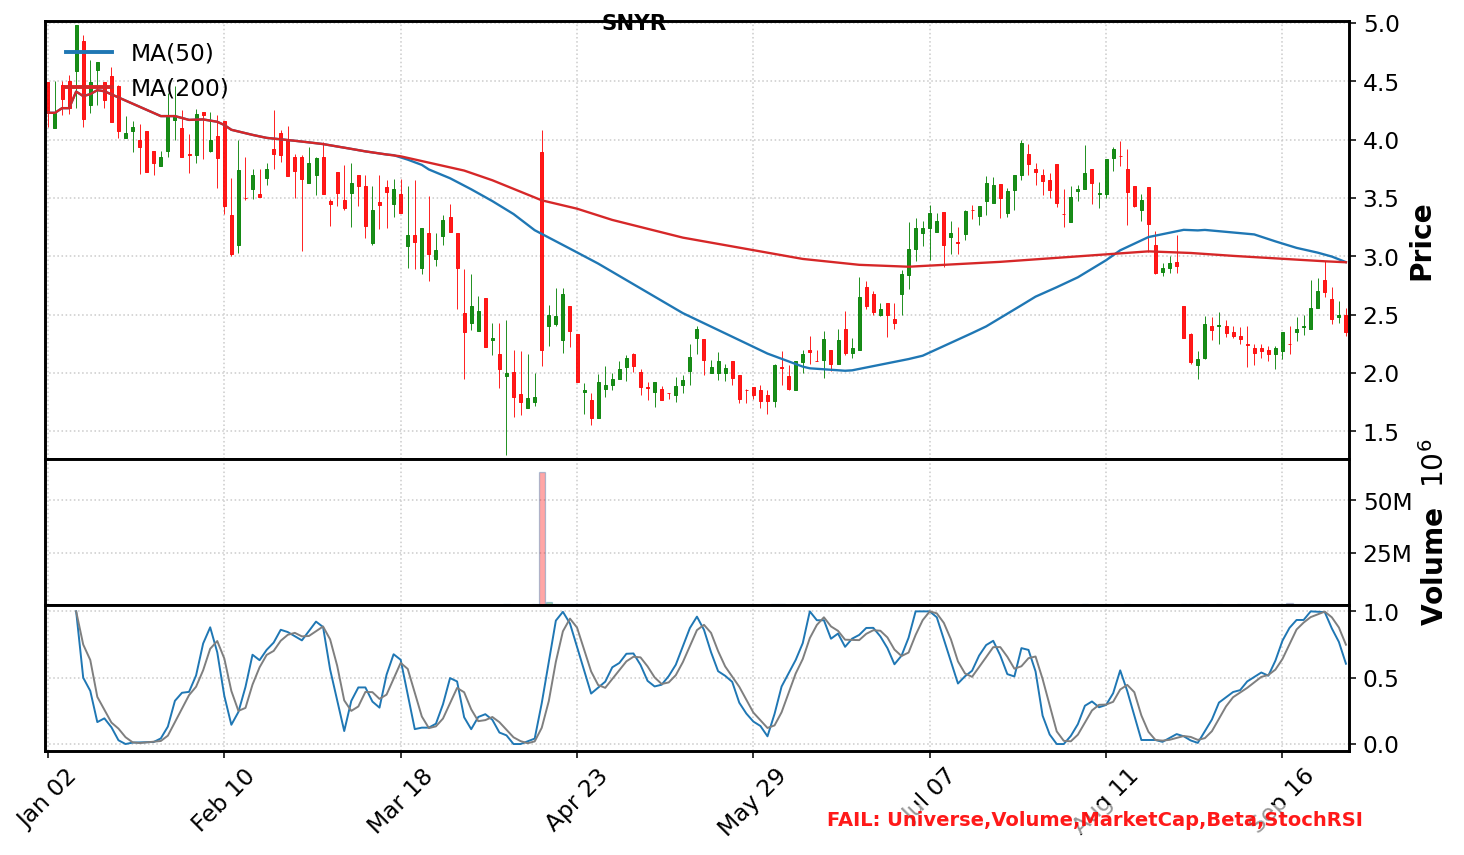 SNYR
MA(50)
MA(200)
5.0
4.5
4.0
3.5
3.0
2.5
2.0
1.5
Price
50M
25M
Volume 10⁶
1.0
0.5
0.0
Jan 02
Feb 10
Mar 18
Apr 23
May 29
Jul 07
Aug 11
Sep 16
FAIL: Universe,Volume,MarketCap,Beta,StochRSI